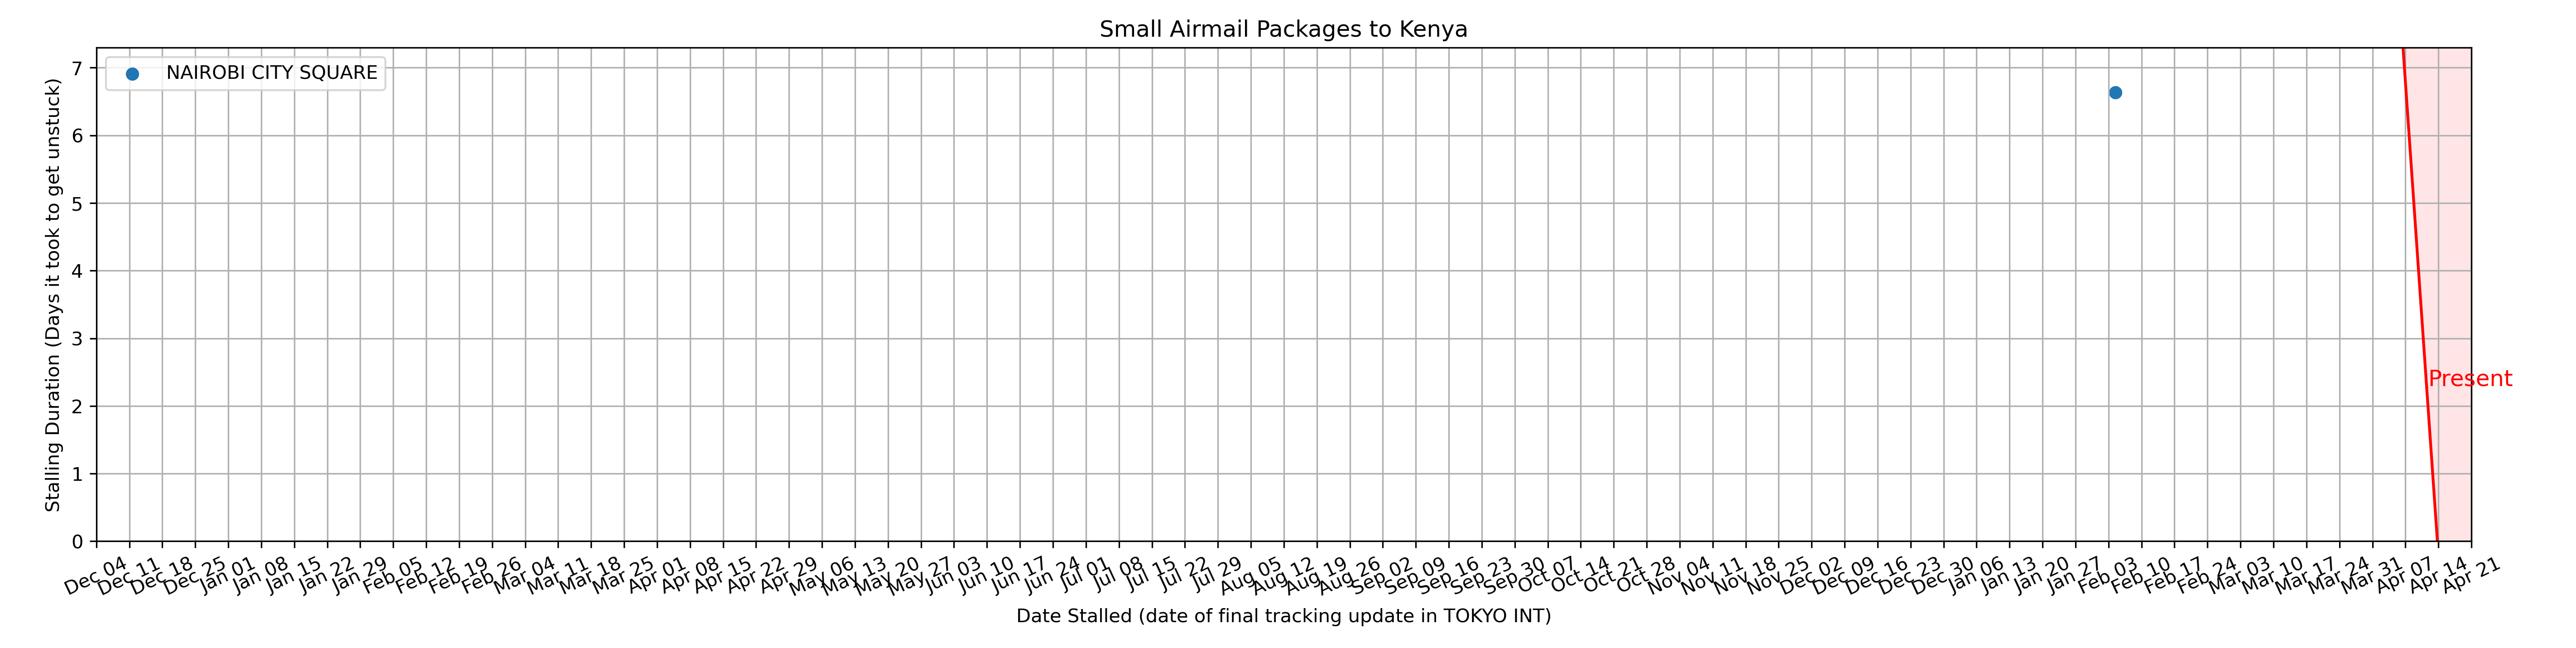 Small Airmail Packages to Kenya
NAIROBI CITY SQUARE
Stalling Duration (Days it took to get unstuck)
7
6
5
4
3
2
1
0
Present
Dec 04 Dec 11 Dec 18 Dec 25 Jan 01 Jan 08 Jan 15 Jan 22 Jan 29 Feb 05 Feb 12 Feb 19 Feb 26 Mar 04 Mar 11 Mar 18 Mar 25 Apr 01 Apr 08 Apr 15 Apr 22 Apr 29 May 06 May 13 May 20 May 27 Jun 03 Jun 10 Jun 17 Jun 24 Jul 01 Jul 08 Jul 15 Jul 22 Jul 29 Aug 05 Aug 12 Aug 19 Aug 26 Sep 02 Sep 09 Sep 16 Sep 23 Sep 30 Oct 07 Oct 14 Oct 21 Oct 28 Nov 04 Nov 11 Nov 18 Nov 25 Dec 02 Dec 09 Dec 16 Dec 23 Dec 30 Jan 06 Jan 13 Jan 20 Jan 27 Feb 03 Feb 10 Feb 17 Feb 24 Mar 03 Mar 10 Mar 17 Mar 24 Mar 31 Apr 07 Apr 14 Apr 21
Date Stalled (date of final tracking update in TOKYO INT)